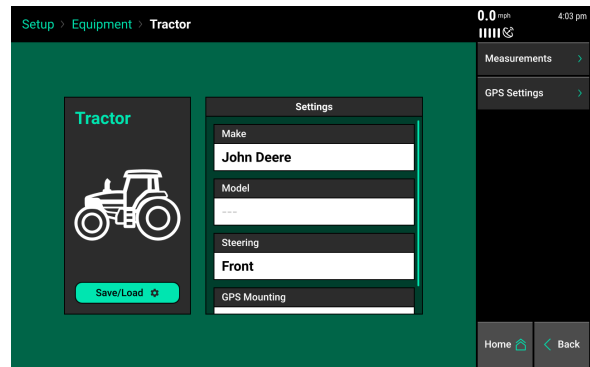 Setup > Equipment > Tractor
0.0 mph 4:03 pm
Measurements >
GPS Settings >
Tractor
Save/Load
Settings
Make
John Deere
Model
---
Steering
Front
GPS Mounting
Home
< Back